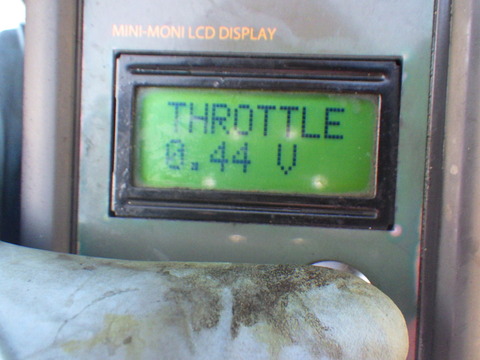 MINI-MONI LCD DISPLAY
THROTTLE
0.44 V